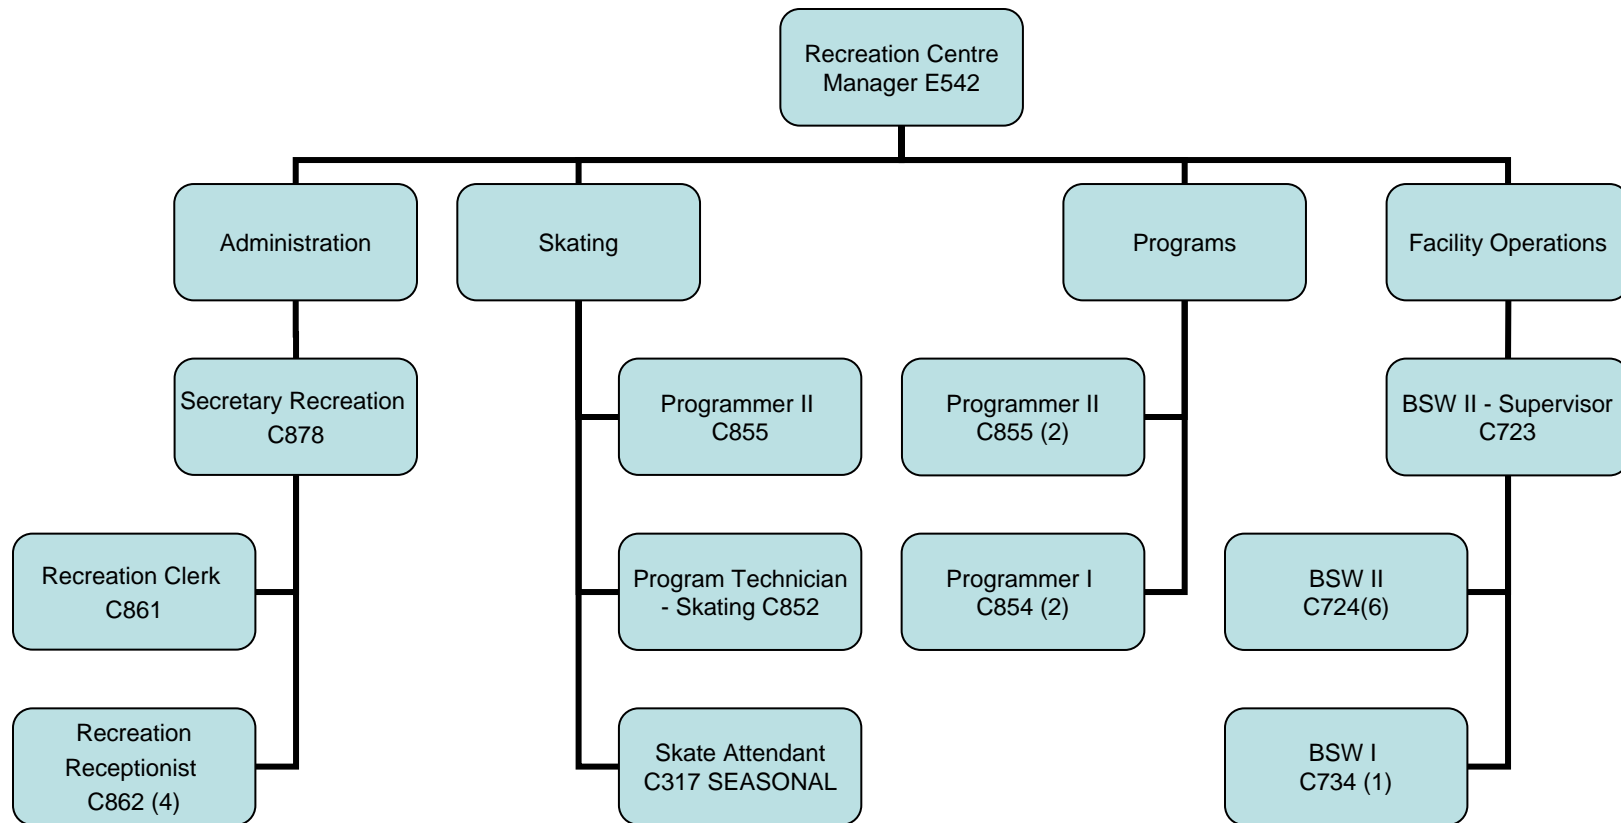 Recreation Centre
Manager E542
Administration
Skating
Programs
Facility Operations
Secretary Recreation
C878
Programmer II
C855
Programmer II
C855 (2)
BSW II - Supervisor
C723
Recreation Clerk
C861
Program Technician
- Skating C852
Programmer I
C854 (2)
BSW II
C724(6)
Recreation
Receptionist
C862 (4)
Skate Attendant
C317 SEASONAL
BSW I
C734 (1)